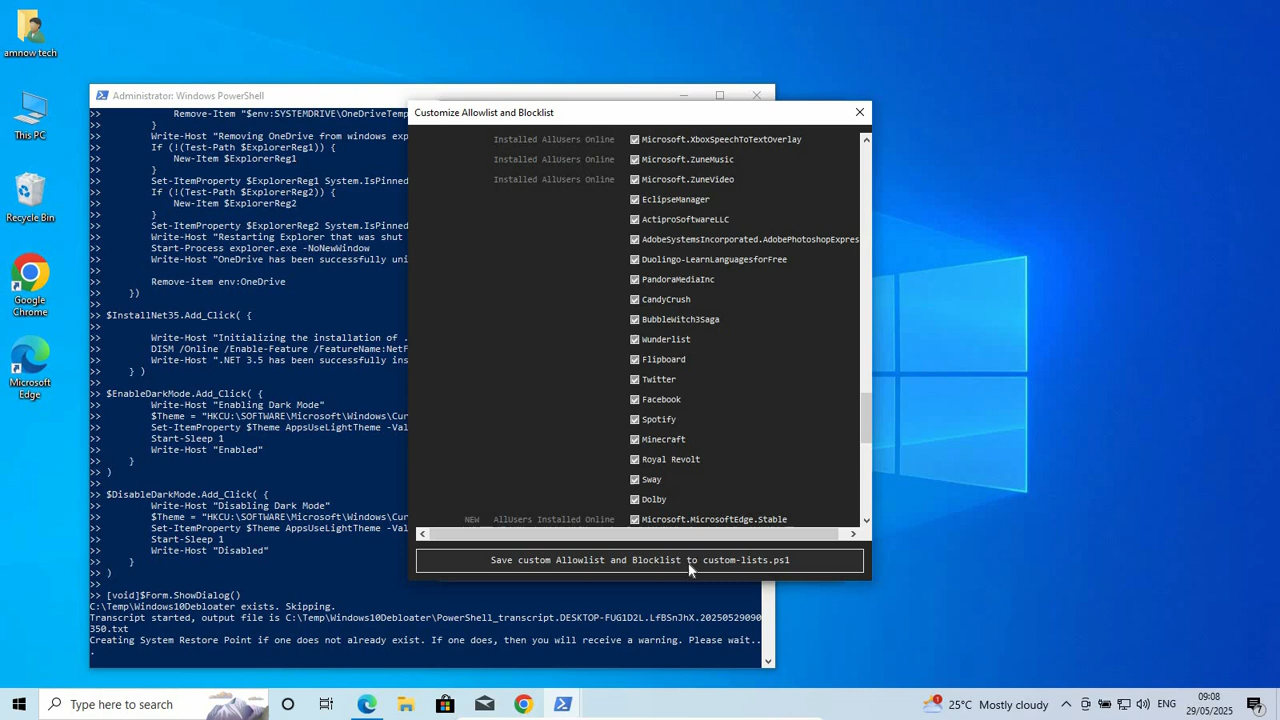 amnow tech
This PC
Recycle Bin
Google
Chrome
Microsoft
Edge
Administrator: Windows PowerShell
>>             Remove-Item "$env:SYSTEMDRIVE\OneDriveTemp
>>         }
>>         Write-Host "Removing OneDrive from windows exp
>>         If (!(Test-Path $ExplorerReg1)) {
>>             New-Item $ExplorerReg1
>>         }
>>         Set-ItemProperty $ExplorerReg1 System.IsPinned
>>         If (!(Test-Path $ExplorerReg2)) {
>>             New-Item $ExplorerReg2
>>         }
>>         Set-ItemProperty $ExplorerReg2 System.IsPinned
>>         Write-Host "Restarting Explorer that was shut
>>         Start-Process explorer.exe -NoNewWindow
>>         Write-Host "OneDrive has been successfully uni
>>
>>         Remove-item env:OneDrive
>>     })
>>
>> $InstallNet35.Add_Click( {
>>
>>         Write-Host "Initializing the installation of .
>>         DISM /Online /Enable-Feature /FeatureName:NetF
>>         Write-Host ".NET 3.5 has been successfully ins
>>     } )
>>
>> $EnableDarkMode.Add_Click( {
>>         Write-Host "Enabling Dark Mode"
>>         $Theme = "HKCU:\SOFTWARE\Microsoft\Windows\Cur
>>         Set-ItemProperty $Theme AppsUseLightTheme -Val
>>         Start-Sleep 1
>>         Write-Host "Enabled"
>>     }
>> )
>>
>> $DisableDarkMode.Add_Click( {
>>         Write-Host "Disabling Dark Mode"
>>         $Theme = "HKCU:\SOFTWARE\Microsoft\Windows\Cur
>>         Set-ItemProperty $Theme AppsUseLightTheme -Val
>>         Start-Sleep 1
>>         Write-Host "Disabled"
>>     }
>> )
>>
>> [void]$Form.ShowDialog()
C:\Temp\Windows10Debloater exists. Skipping.
Transcript started, output file is C:\Temp\Windows10Debloater\PowerShell_transcript.DESKTOP-FUG1D2L.LfBSnJhX.20250529090
350.txt
Creating System Restore Point if one does not already exist. If one does, then you will receive a warning. Please wait..
.
Customize Allowlist and Blocklist
Installed AllUsers Online Microsoft.XboxSpeechToTextOverlay
Installed AllUsers Online Microsoft.ZuneMusic
Installed AllUsers Online Microsoft.ZuneVideo
EclipseManager
ActiproSoftwareLLC
AdobeSystemsIncorporated.AdobePhotoshopExpres
Duolingo-LearnLanguagesforFree
PandoraMediaInc
CandyCrush
BubbleWitch3Saga
Wunderlist
Flipboard
Twitter
Facebook
Spotify
Minecraft
Royal Revolt
Sway
Dolby
NEW AllUsers Installed Online Microsoft.MicrosoftEdge.Stable
Save custom Allowlist and Blocklist to custom-lists.ps1
Type here to search
1
25°C Mostly cloudy
ENG
09:08
29/05/2025
7